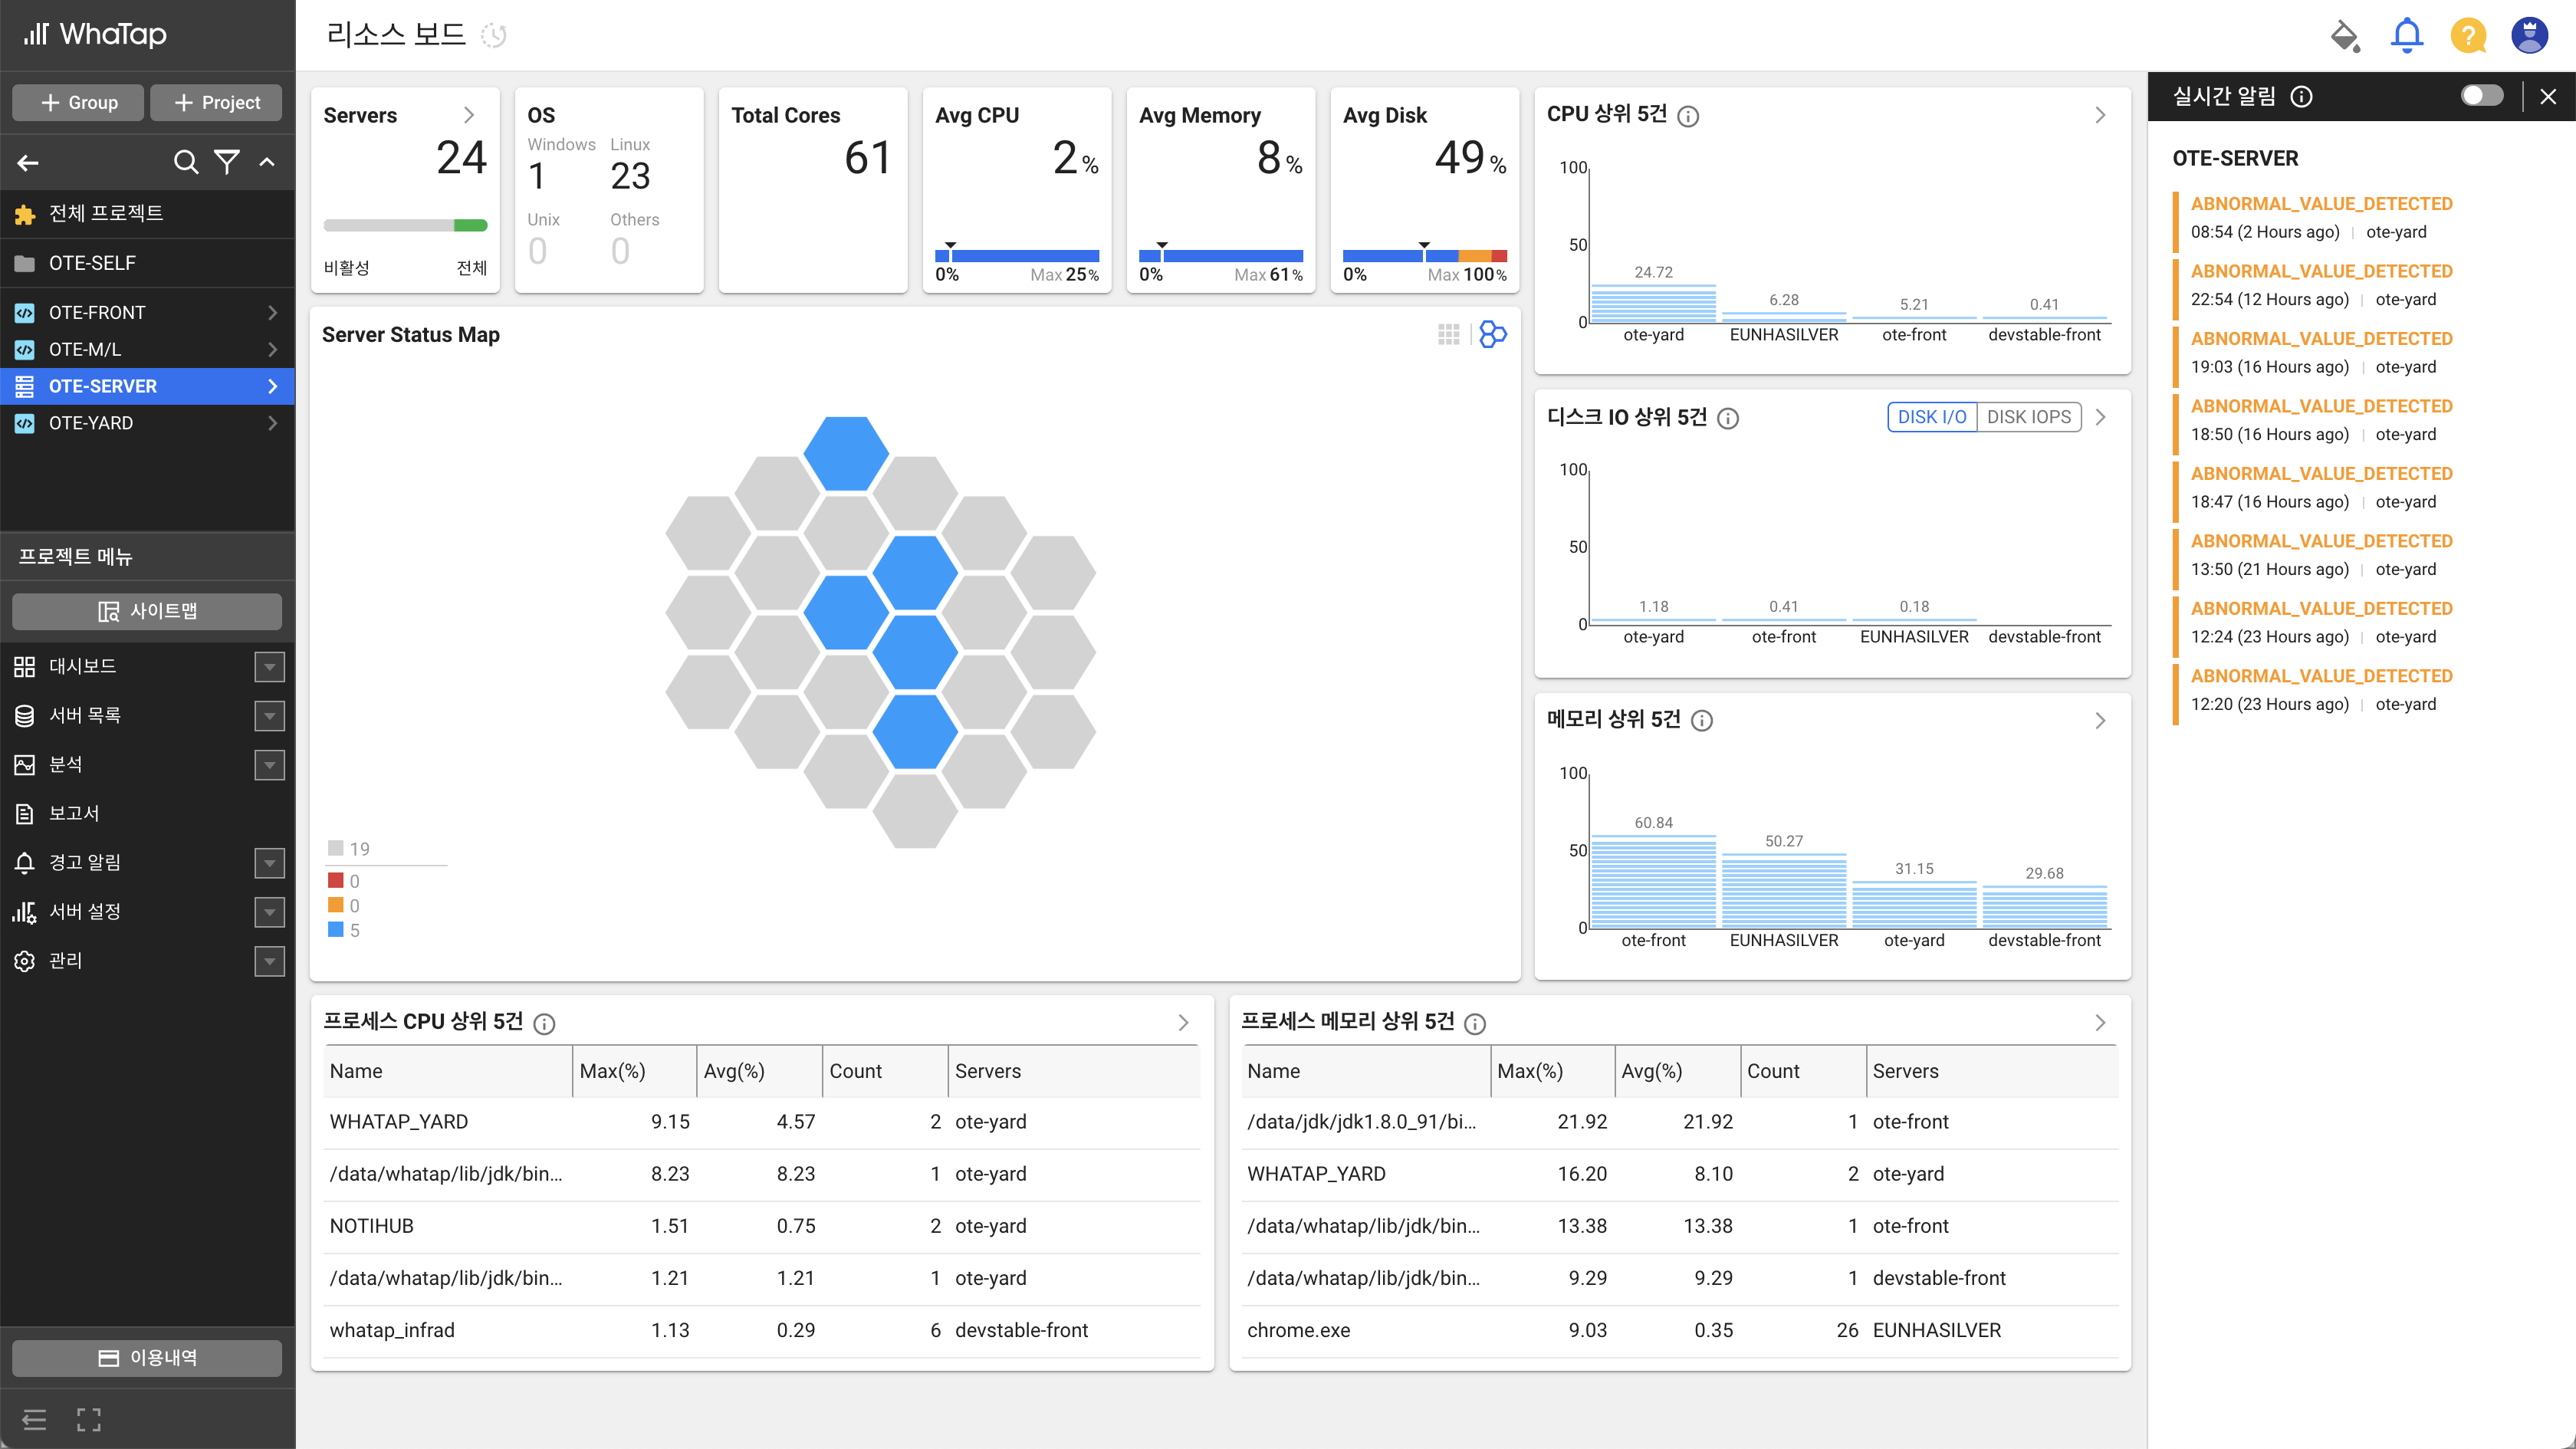 WhaTap
리소스 보드
Group
Project
전체 프로젝트
OTE-SELF
OTE-FRONT
OTE-M/L
OTE-SERVER
OTE-YARD
프로젝트 메뉴
사이트맵
대시보드
서버 목록
분석
보고서
경고 알림
서버 설정
관리
이용내역
Servers
24
비활성 전체
OS
Windows Linux
1 23
Unix Others
0 0
Total Cores
61
Avg CPU
2 %
0% Max 25%
Avg Memory
8 %
0% Max 61%
Avg Disk
49 %
0% Max 100%
Server Status Map
19
0
0
5
CPU 상위 5건
100
50
0
24.72
6.28
5.21
0.41
ote-yard EUNHASILVER ote-front devstable-front
디스크 IO 상위 5건
DISK I/O DISK IOPS
100
50
0
1.18
0.41
0.18
ote-yard ote-front EUNHASILVER devstable-front
메모리 상위 5건
100
50
0
60.84
50.27
31.15
29.68
ote-front EUNHASILVER ote-yard devstable-front
프로세스 CPU 상위 5건
Name Max(%) Avg(%) Count Servers
WHATAP_YARD 9.15 4.57 2 ote-yard
/data/whatap/lib/jdk/bin... 8.23 8.23 1 ote-yard
NOTIHUB 1.51 0.75 2 ote-yard
/data/whatap/lib/jdk/bin... 1.21 1.21 1 ote-yard
whatap_infrad 1.13 0.29 6 devstable-front
프로세스 메모리 상위 5건
Name Max(%) Avg(%) Count Servers
/data/jdk/jdk1.8.0_91/bi... 21.92 21.92 1 ote-front
WHATAP_YARD 16.20 8.10 2 ote-yard
/data/whatap/lib/jdk/bin... 13.38 13.38 1 ote-front
/data/whatap/lib/jdk/bin... 9.29 9.29 1 devstable-front
chrome.exe 9.03 0.35 26 EUNHASILVER
실시간 알림
OTE-SERVER
ABNORMAL_VALUE_DETECTED
08:54 (2 Hours ago) | ote-yard
ABNORMAL_VALUE_DETECTED
22:54 (12 Hours ago) | ote-yard
ABNORMAL_VALUE_DETECTED
19:03 (16 Hours ago) | ote-yard
ABNORMAL_VALUE_DETECTED
18:50 (16 Hours ago) | ote-yard
ABNORMAL_VALUE_DETECTED
18:47 (16 Hours ago) | ote-yard
ABNORMAL_VALUE_DETECTED
13:50 (21 Hours ago) | ote-yard
ABNORMAL_VALUE_DETECTED
12:24 (23 Hours ago) | ote-yard
ABNORMAL_VALUE_DETECTED
12:20 (23 Hours ago) | ote-yard